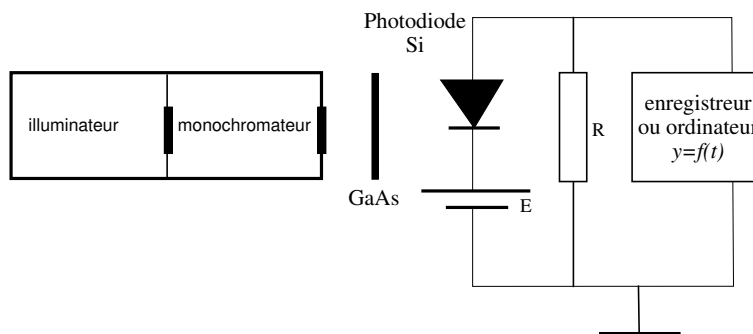 Photodiode
Si
illuminateur
monochromateur
GaAs
E
R
enregistreur
ou ordinateur
y=f(t)